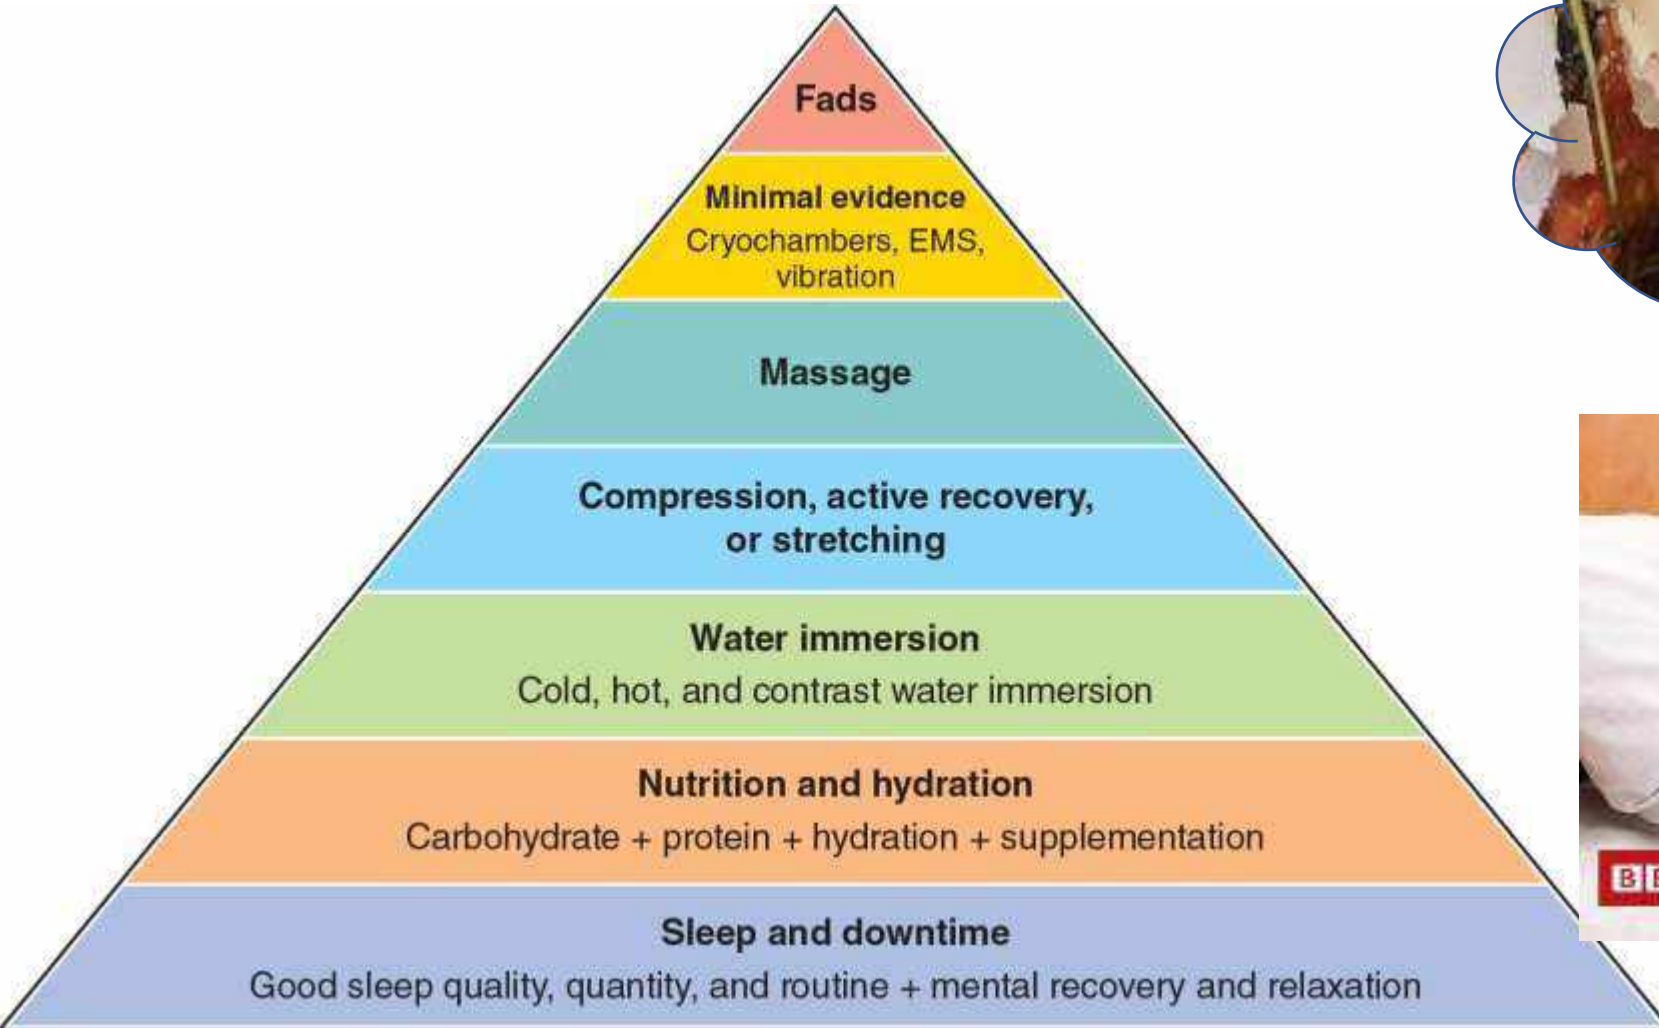 Fads
Minimal evidence
Cryochambers, EMS,
vibration
Massage
Compression, active recovery,
or stretching
Water immersion
Cold, hot, and contrast water immersion
Nutrition and hydration
Carbohydrate + protein + hydration + supplementation
B
Sleep and downtime
Good sleep quality, quantity, and routine + mental recovery and relaxation